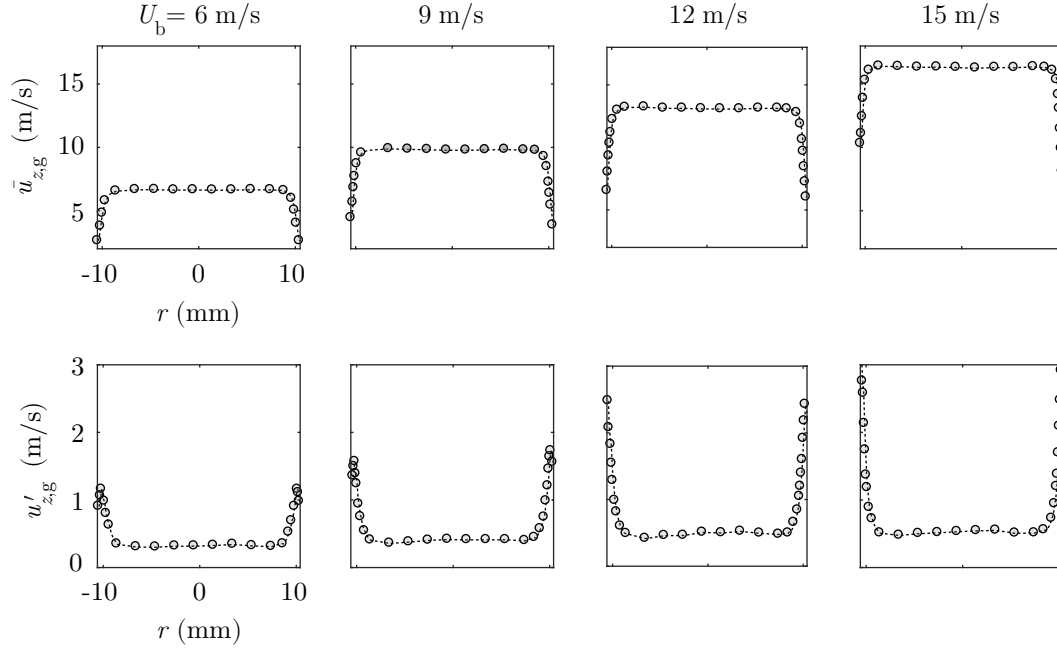 U_b = 6 m/s
9 m/s
12 m/s
15 m/s
15
10
5
ū_z,g (m/s)
-10 0 10
r (mm)
3
2
1
0
u′_z,g (m/s)
-10 0 10
r (mm)